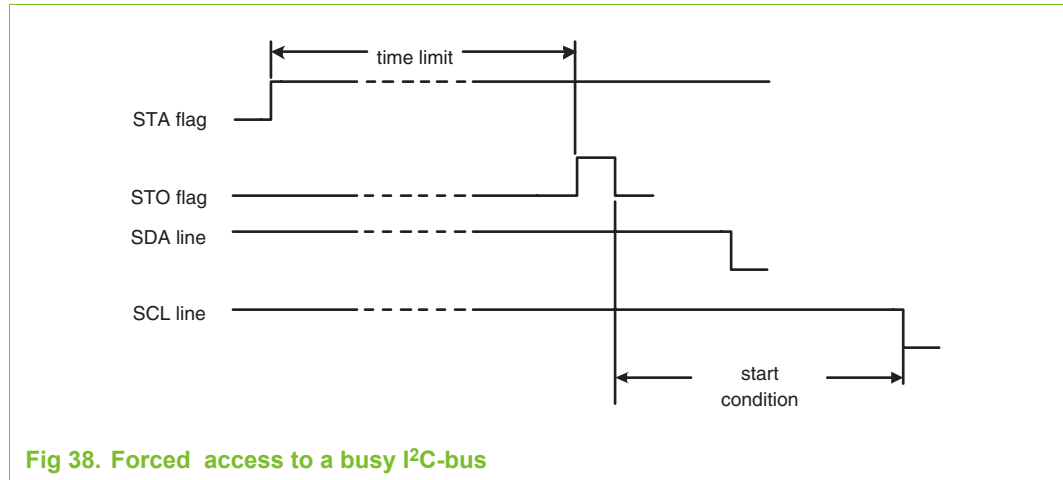 time limit
STA flag
STO flag
SDA line
SCL line
start
condition
Fig 38. Forced access to a busy I2C-bus